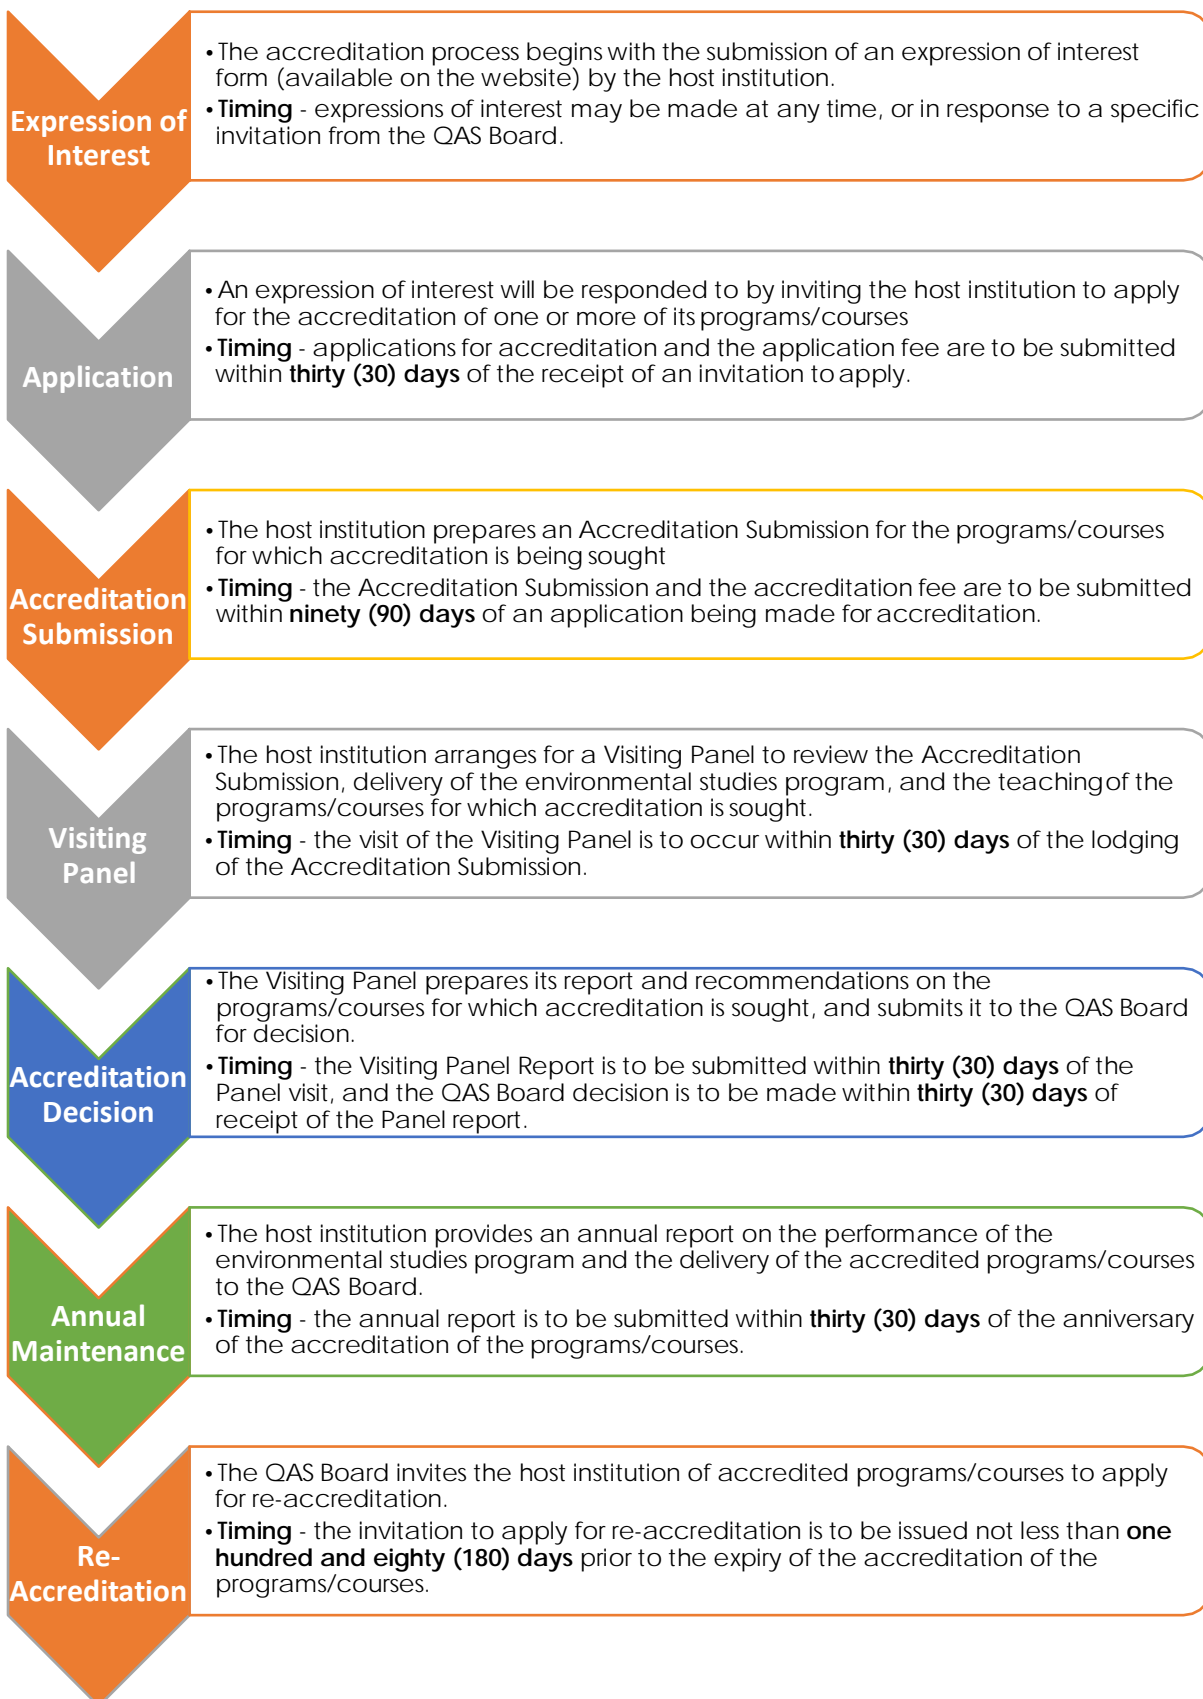 Expression of
Interest
• The accreditation process begins with the submission of an expression of interest
form (available on the website) by the host institution.
• Timing - expressions of interest may be made at any time, or in response to a specific
invitation from the QAS Board.
Application
• An expression of interest will be responded to by inviting the host institution to apply
for the accreditation of one or more of its programs/courses
• Timing - applications for accreditation and the application fee are to be submitted
within thirty (30) days of the receipt of an invitation to apply.
Accreditation
Submission
• The host institution prepares an Accreditation Submission for the programs/courses
for which accreditation is being sought
• Timing - the Accreditation Submission and the accreditation fee are to be submitted
within ninety (90) days of an application being made for accreditation.
Visiting
Panel
• The host institution arranges for a Visiting Panel to review the Accreditation
Submission, delivery of the environmental studies program, and the teaching of the
programs/courses for which accreditation is sought.
• Timing - the visit of the Visiting Panel is to occur within thirty (30) days of the lodging
of the Accreditation Submission.
Accreditation
Decision
• The Visiting Panel prepares its report and recommendations on the
programs/courses for which accreditation is sought, and submits it to the QAS Board
for decision.
• Timing - the Visiting Panel Report is to be submitted within thirty (30) days of the
Panel visit, and the QAS Board decision is to be made within thirty (30) days of
receipt of the Panel report.
Annual
Maintenance
• The host institution provides an annual report on the performance of the
environmental studies program and the delivery of the accredited programs/courses
to the QAS Board.
• Timing - the annual report is to be submitted within thirty (30) days of the anniversary
of the accreditation of the programs/courses.
Re-
Accreditation
• The QAS Board invites the host institution of accredited programs/courses to apply
for re-accreditation.
• Timing - the invitation to apply for re-accreditation is to be issued not less than one
hundred and eighty (180) days prior to the expiry of the accreditation of the
programs/courses.